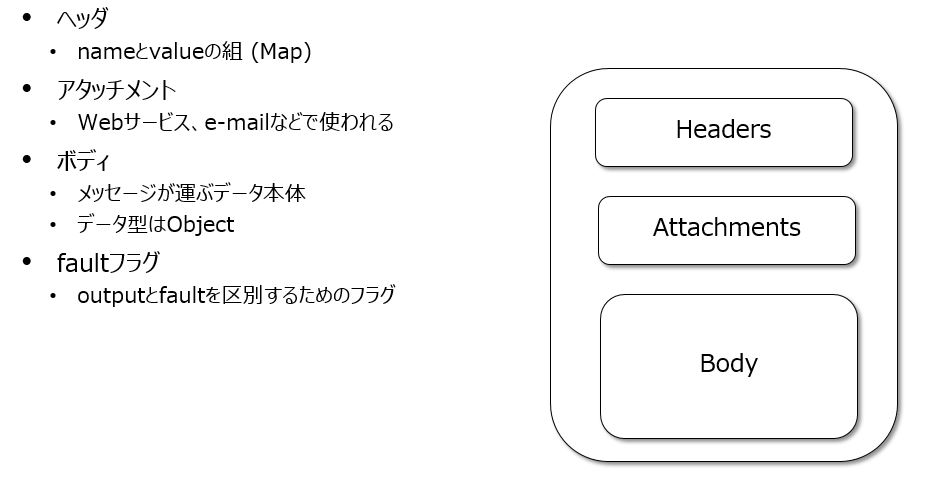 • ヘッダ
• nameとvalueの組 (Map)
• アタッチメント
• Webサービス、e-mailなどで使われる
• ボディ
• メッセージが運ぶデータ本体
• データ型はObject
• faultフラグ
• outputとfaultを区別するためのフラグ
Headers
Attachments
Body